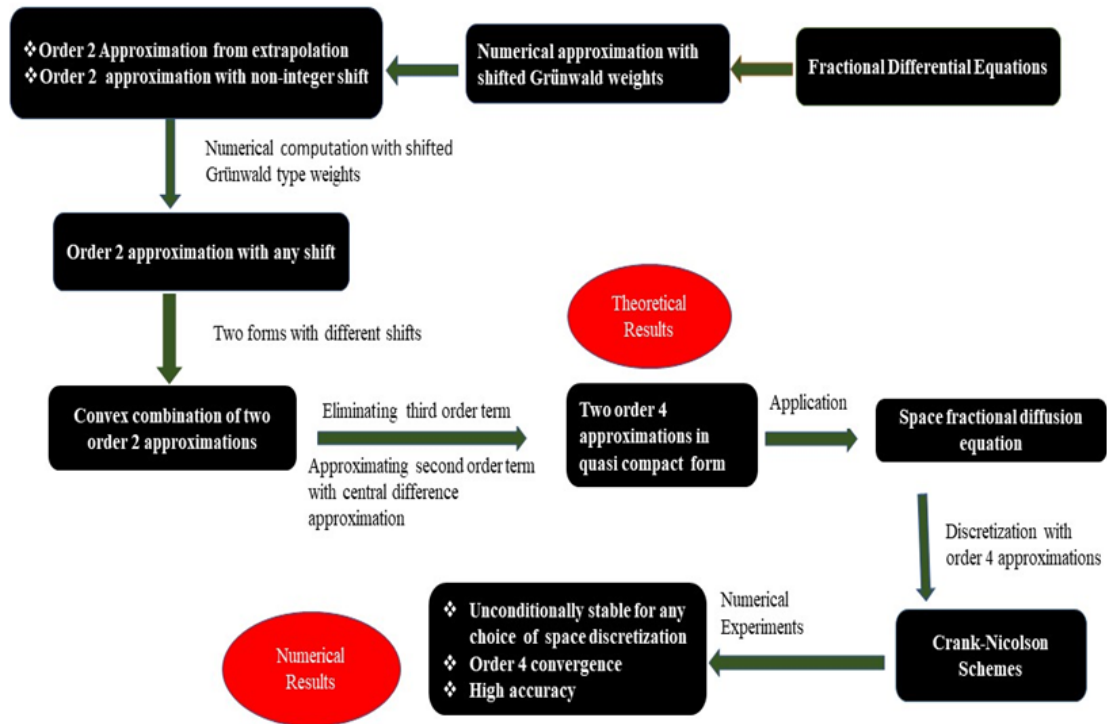 Fractional Differential Equations
Numerical approximation with
shifted Grünwald weights
❖ Order 2 Approximation from extrapolation
❖ Order 2 approximation with non-integer shift
Numerical computation with shifted
Grünwald type weights
Order 2 approximation with any shift
Two forms with different shifts
Convex combination of two
order 2 approximations
Eliminating third order term
Approximating second order term
with central difference
approximation
Theoretical
Results
Two order 4
approximations in
quasi compact form
Application
Space fractional diffusion
equation
Discretization with
order 4 approximations
Crank-Nicolson
Schemes
Numerical
Experiments
❖ Unconditionally stable for any
choice of space discretization
❖ Order 4 convergence
❖ High accuracy
Numerical
Results